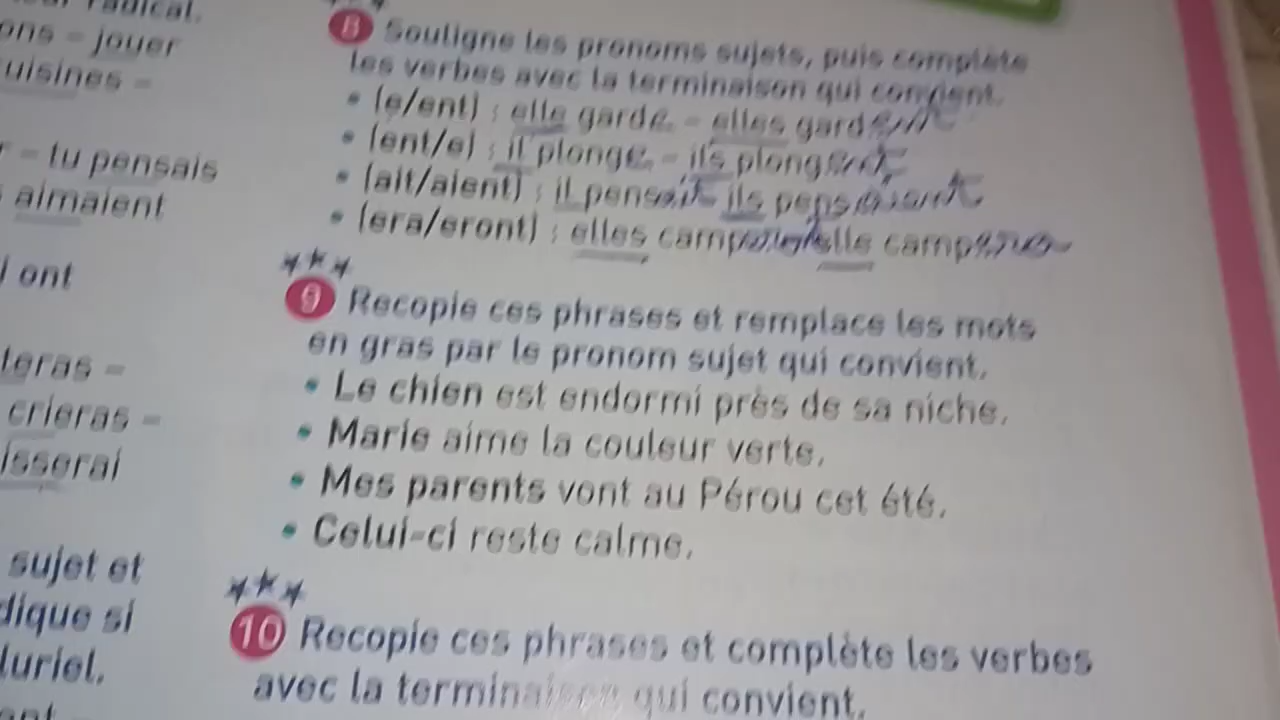 radical.
ons - jouer
uisines -
r - tu pensais
aimaient
i ont
teras -
crieras -
isserai
sujet et
dique si
luriel.
8 Souligne les pronoms sujets, puis complète
les verbes avec la terminaison qui convient.
• (e/ent) : elle garde - elles gardent
• (ent/e) : il plonge - ils plongent
• (ait/aient) : il pensait ils pensaient
• (era/eront) : elles camp elle camp
***
9 Recopie ces phrases et remplace les mots
en gras par le pronom sujet qui convient.
• Le chien est endormi près de sa niche.
• Marie aime la couleur verte.
• Mes parents vont au Pérou cet été.
• Celui-ci reste calme.
***
10 Recopie ces phrases et complète les verbes
avec la terminaison qui convient.